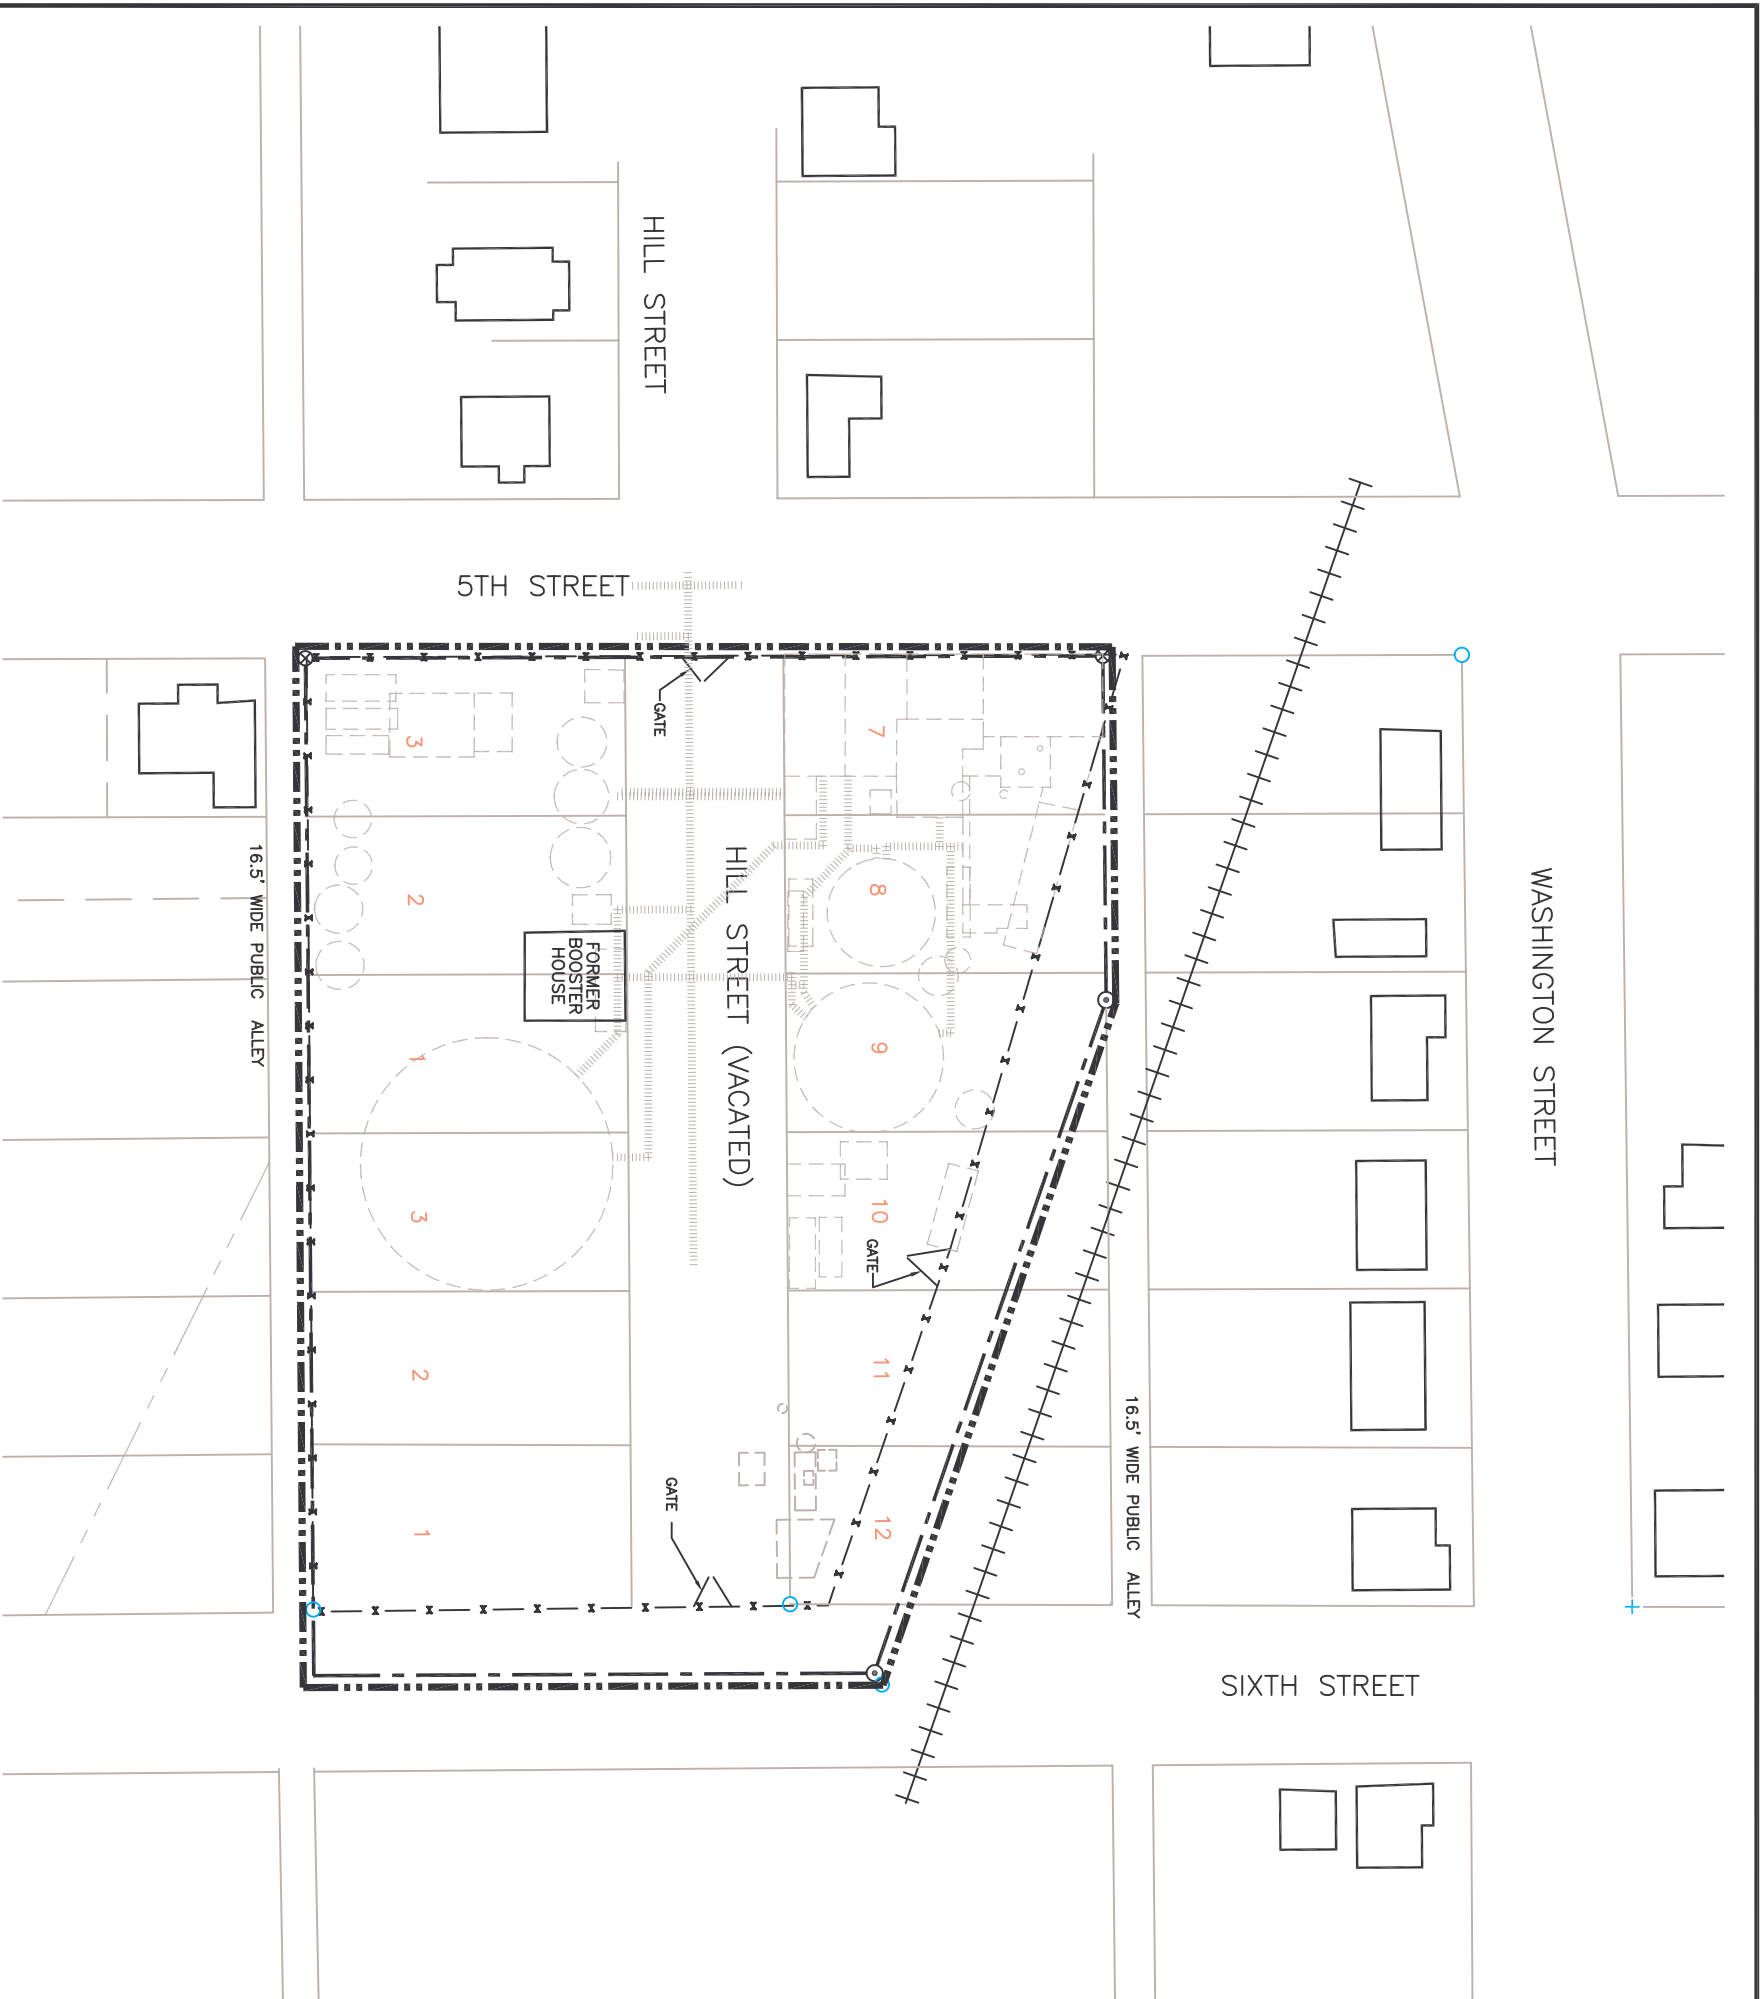 HILL STREET
5TH STREET
GATE
3
7
2
8
FORMER
BOOSTER
HOUSE
HILL STREET (VACATED)
16.5' WIDE PUBLIC ALLEY
WASHINGTON STREET
1
9
3
10
GATE
2
11
16.5' WIDE PUBLIC ALLEY
GATE
1
12
SIXTH STREET